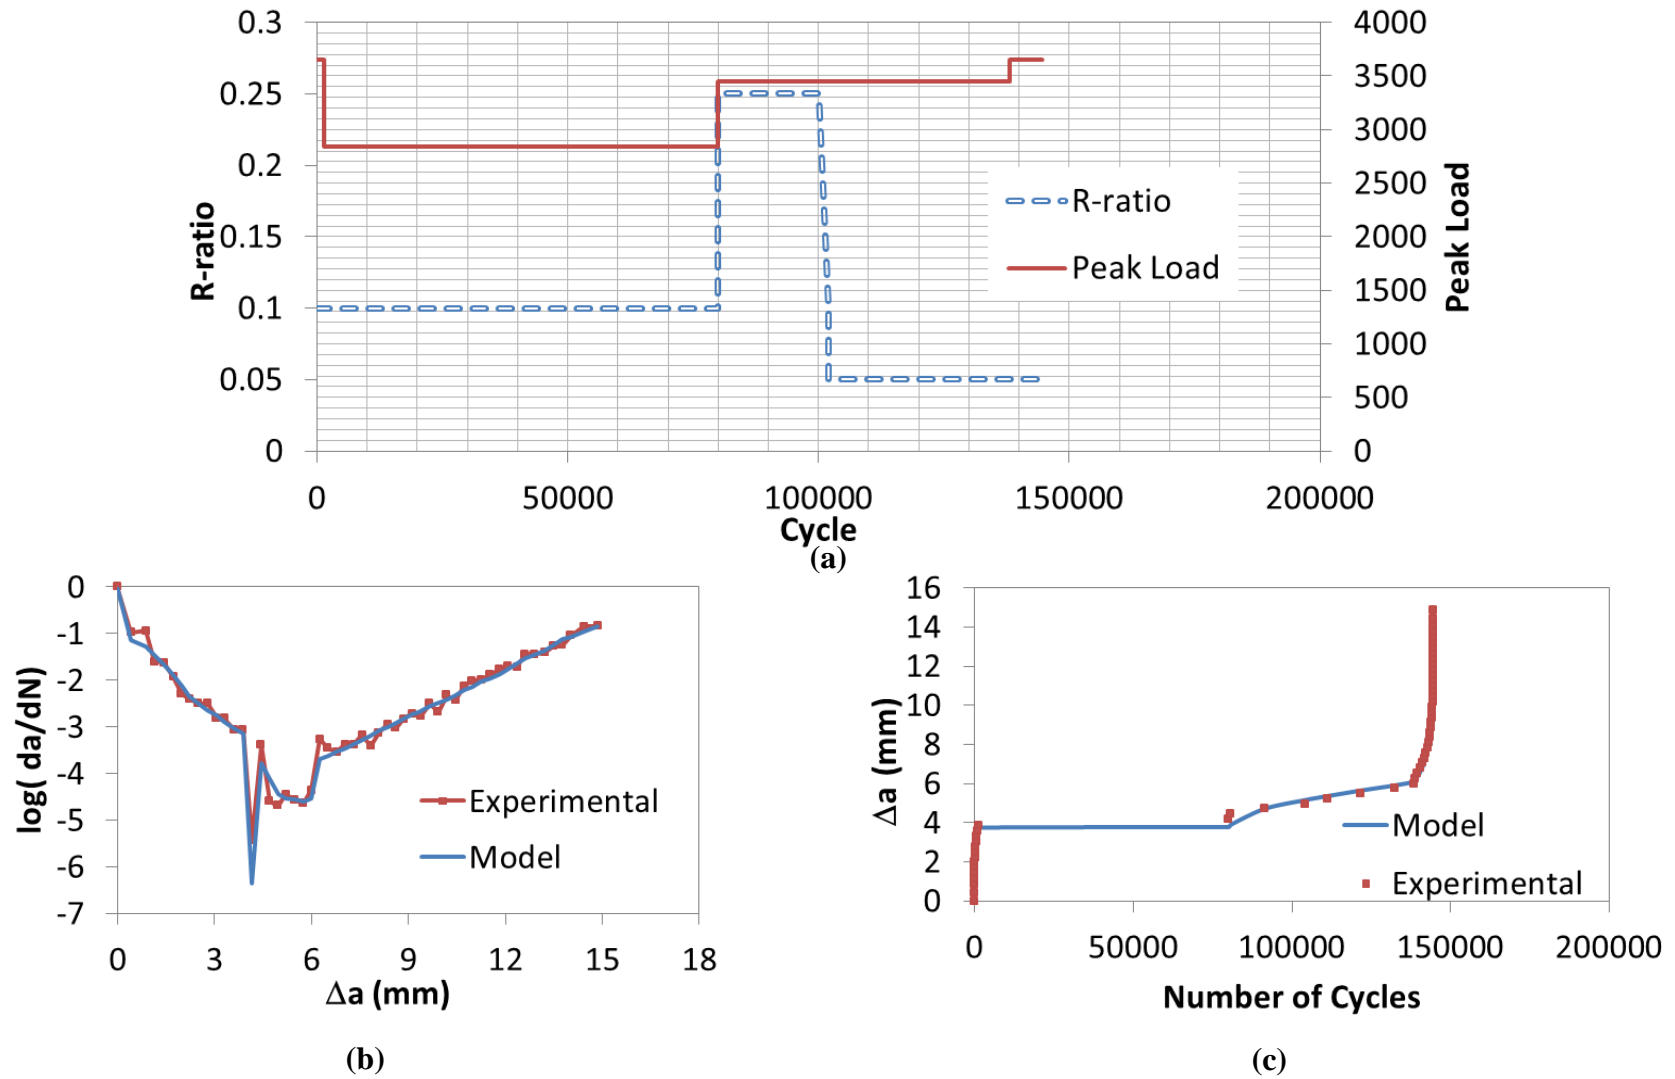 0.3
0.25
0.2
0.15
0.1
0.05
0
R-ratio
4000
3500
3000
2500
2000
1500
1000
500
0
Peak Load
R-ratio
Peak Load
0 50000 100000 150000 200000
Cycle
(a)
0
-1
-2
-3
-4
-5
-6
-7
log( da/dN)
Experimental
Model
0 3 6 9 12 15 18
Δa (mm)
(b)
16
14
12
10
8
6
4
2
0
Δa (mm)
Model
Experimental
0 50000 100000 150000 200000
Number of Cycles
(c)